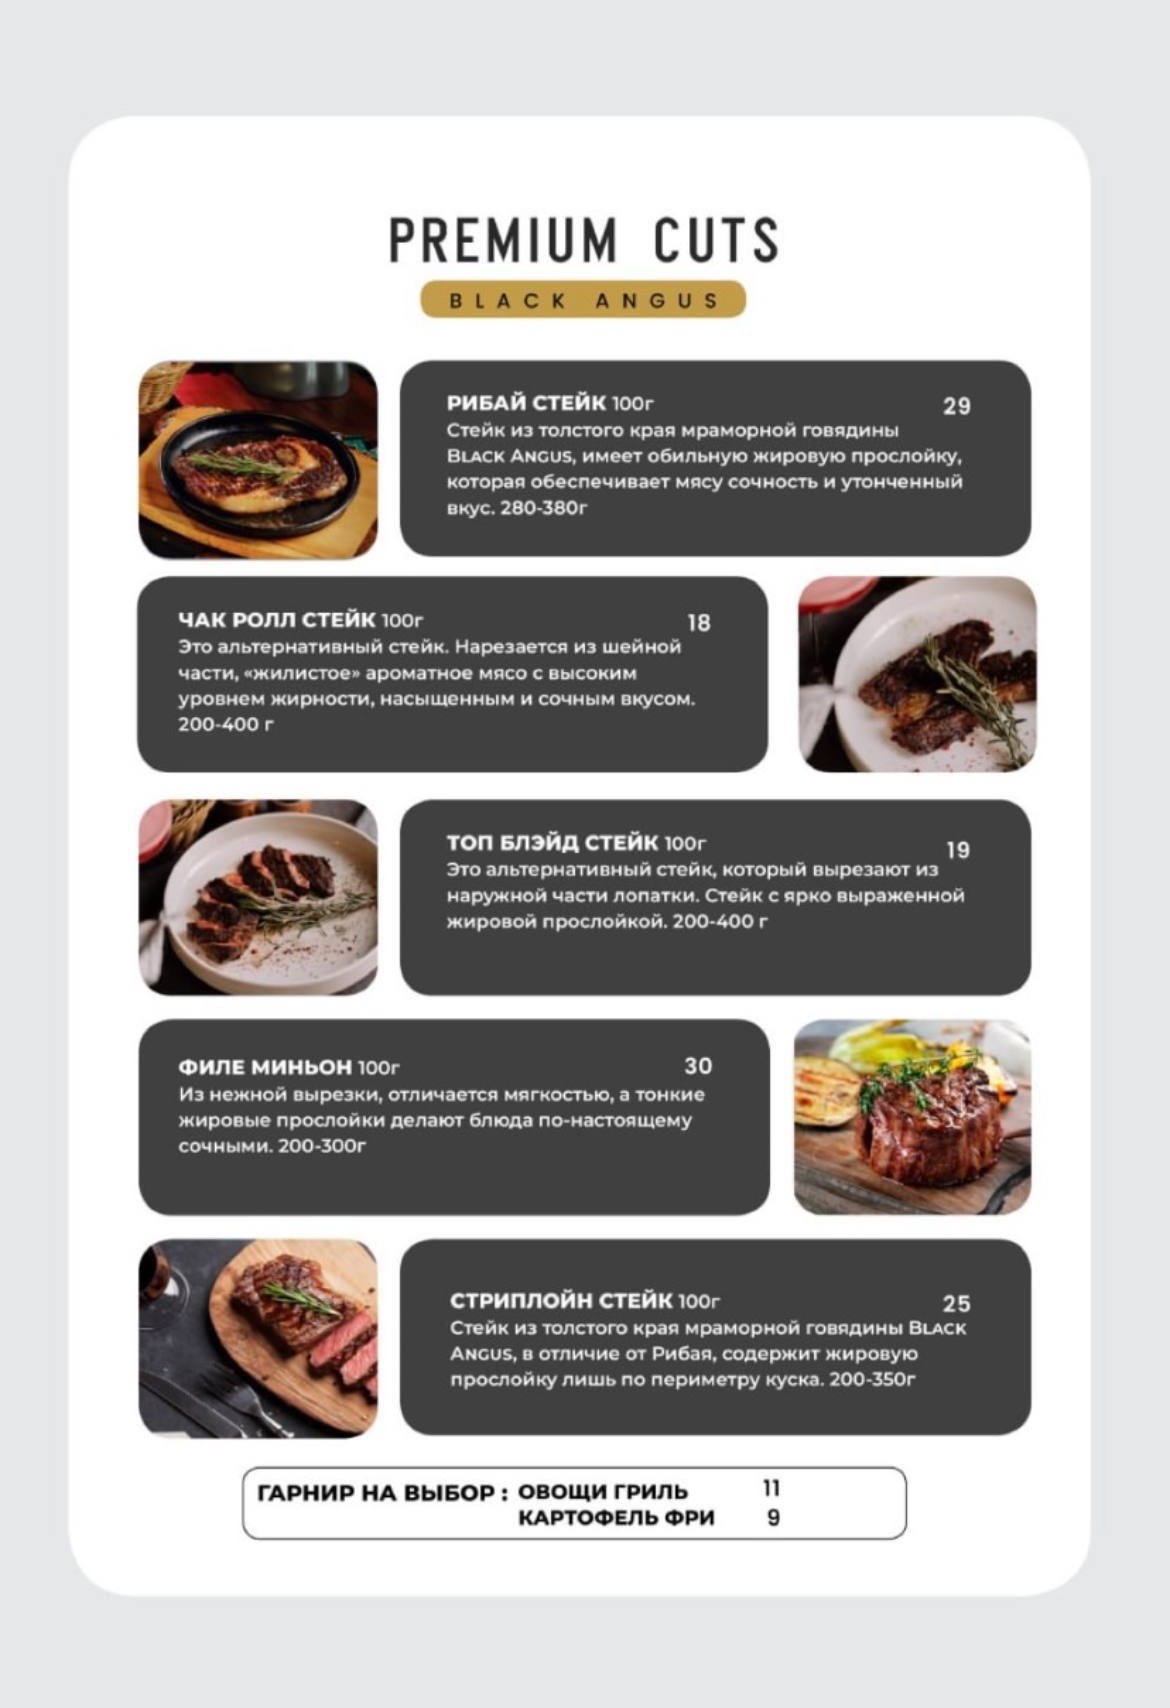 PREMIUM CUTS
BLACK ANGUS
РИБАЙ СТЕЙК 100г 29
Стейк из толстого края мраморной говядины
BLACK ANGUS, имеет обильную жировую прослойку,
которая обеспечивает мясу сочность и утонченный
вкус. 280-380г
ЧАК РОЛЛ СТЕЙК 100г 18
Это альтернативный стейк. Нарезается из шейной
части, «жилистое» ароматное мясо с высоким
уровнем жирности, насыщенным и сочным вкусом.
200-400 г
ТОП БЛЭЙД СТЕЙК 100г 19
Это альтернативный стейк, который вырезают из
наружной части лопатки. Стейк с ярко выраженной
жировой прослойкой. 200-400 г
ФИЛЕ МИНЬОН 100г 30
Из нежной вырезки, отличается мягкостью, а тонкие
жировые прослойки делают блюда по-настоящему
сочными. 200-300г
СТРИПЛОЙН СТЕЙК 100г 25
Стейк из толстого края мраморной говядины BLACK
ANGUS, в отличие от Рибая, содержит жировую
прослойку лишь по периметру куска. 200-350г
ГАРНИР НА ВЫБОР : ОВОЩИ ГРИЛЬ 11
КАРТОФЕЛЬ ФРИ 9